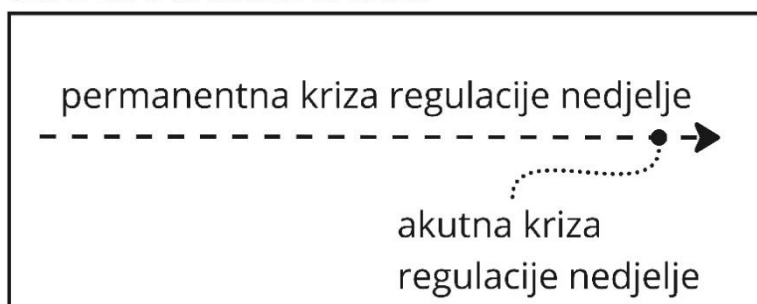 permanentna kriza regulacije nedjelje
akutna kriza
regulacije nedjelje